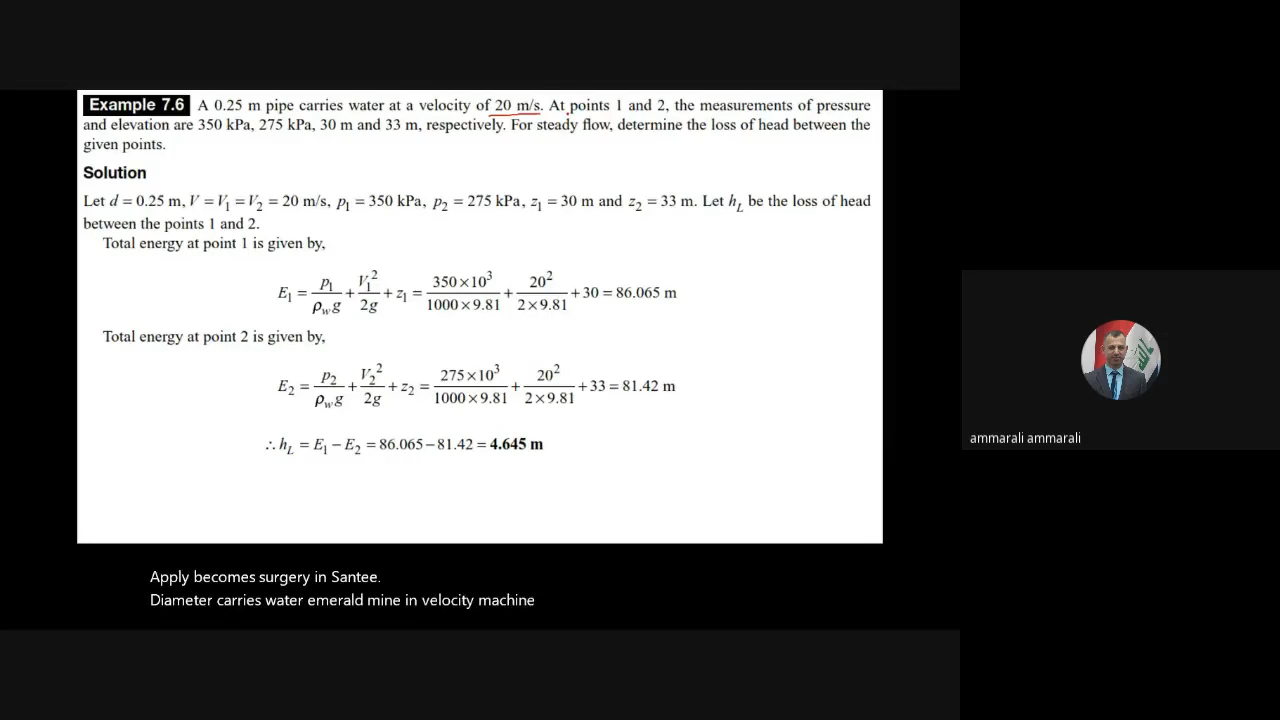 Example 7.6 A 0.25 m pipe carries water at a velocity of 20 m/s. At points 1 and 2, the measurements of pressure
and elevation are 350 kPa, 275 kPa, 30 m and 33 m, respectively. For steady flow, determine the loss of head between the
given points.
Solution
Let d = 0.25 m, V = V₁ = V₂ = 20 m/s, p₁ = 350 kPa, p₂ = 275 kPa, z₁ = 30 m and z₂ = 33 m. Let h_L be the loss of head
between the points 1 and 2.
Total energy at point 1 is given by,
E₁ = p₁/(ρ_w g) + V₁²/(2g) + z₁ = (350×10³)/(1000×9.81) + 20²/(2×9.81) + 30 = 86.065 m
Total energy at point 2 is given by,
E₂ = p₂/(ρ_w g) + V₂²/(2g) + z₂ = (275×10³)/(1000×9.81) + 20²/(2×9.81) + 33 = 81.42 m
∴ h_L = E₁ − E₂ = 86.065 − 81.42 = 4.645 m
ammarali ammarali
Apply becomes surgery in Santee.
Diameter carries water emerald mine in velocity machine